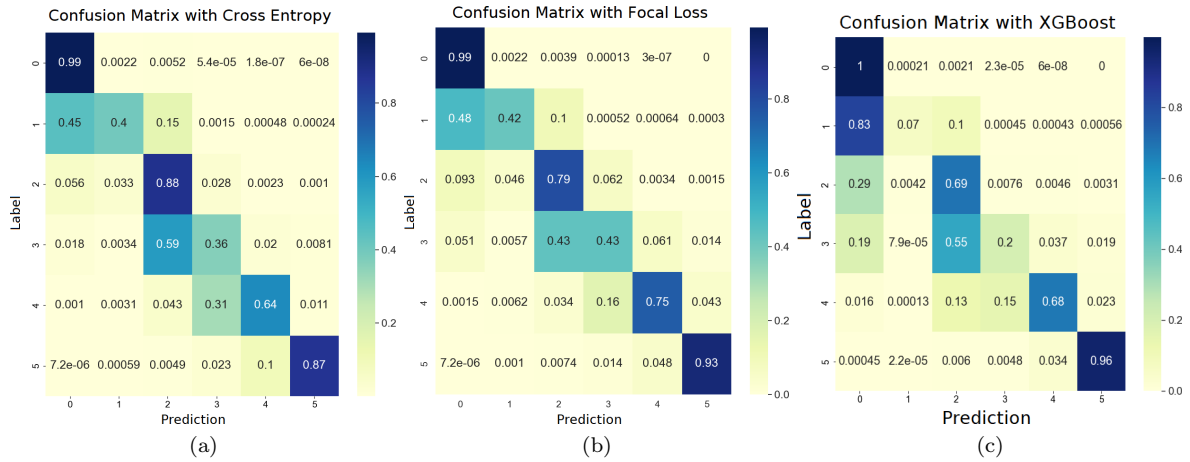 Confusion Matrix with Cross Entropy
0 0.99 0.0022 0.0052 5.4e-05 1.8e-07 6e-08
1 0.45 0.4 0.15 0.0015 0.00048 0.00024
2 0.056 0.033 0.88 0.028 0.0023 0.001
3 0.018 0.0034 0.59 0.36 0.02 0.0081
4 0.001 0.0031 0.043 0.31 0.64 0.011
5 7.2e-06 0.00059 0.0049 0.023 0.1 0.87
0 1 2 3 4 5
Label
Prediction
0.8
0.6
0.4
0.2
(a)
Confusion Matrix with Focal Loss
0 0.99 0.0022 0.0039 0.00013 3e-07 0
1 0.48 0.42 0.1 0.00052 0.00064 0.0003
2 0.093 0.046 0.79 0.062 0.0034 0.0015
3 0.051 0.0057 0.43 0.43 0.061 0.014
4 0.0015 0.0062 0.034 0.16 0.75 0.043
5 7.2e-06 0.001 0.0074 0.014 0.048 0.93
0 1 2 3 4 5
Label
Prediction
0.8
0.6
0.4
0.2
0.0
(b)
Confusion Matrix with XGBoost
0 1 0.00021 0.0021 2.3e-05 6e-08 0
1 0.83 0.07 0.1 0.00045 0.00043 0.00056
2 0.29 0.0042 0.69 0.0076 0.0046 0.0031
3 0.19 7.9e-05 0.55 0.2 0.037 0.019
4 0.016 0.00013 0.13 0.15 0.68 0.023
5 0.00045 2.2e-05 0.006 0.0048 0.034 0.96
0 1 2 3 4 5
Label
Prediction
0.8
0.6
0.4
0.2
0.0
(c)